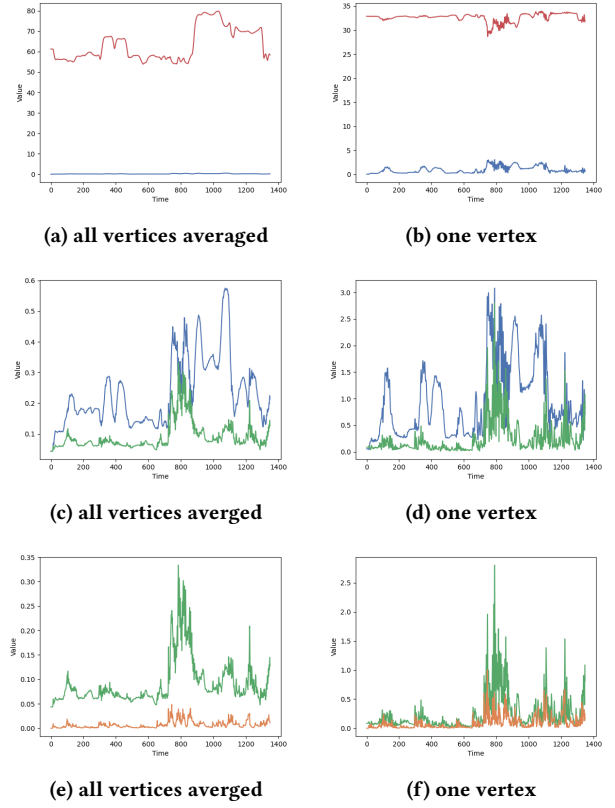 80
70
60
50
40
30
20
10
0
Value
0 200 400 600 800 1000 1200 1400
Time
(a) all vertices averaged
35
30
25
20
15
10
5
0
Value
0 200 400 600 800 1000 1200 1400
Time
(b) one vertex
0.6
0.5
0.4
0.3
0.2
0.1
Value
0 200 400 600 800 1000 1200 1400
Time
(c) all vertices averged
3.0
2.5
2.0
1.5
1.0
0.5
0.0
Value
0 200 400 600 800 1000 1200 1400
Time
(d) one vertex
0.35
0.30
0.25
0.20
0.15
0.10
0.05
0.00
Value
0 200 400 600 800 1000 1200 1400
Time
(e) all vertices averged
2.5
2.0
1.5
1.0
0.5
0.0
Value
0 200 400 600 800 1000 1200 1400
Time
(f) one vertex